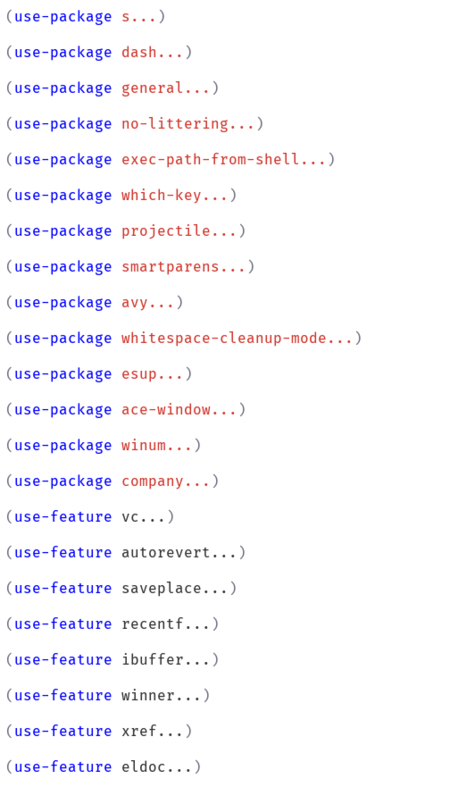 (use-package s...)
(use-package dash...)
(use-package general...)
(use-package no-littering...)
(use-package exec-path-from-shell...)
(use-package which-key...)
(use-package projectile...)
(use-package smartparens...)
(use-package avy...)
(use-package whitespace-cleanup-mode...)
(use-package esup...)
(use-package ace-window...)
(use-package winum...)
(use-package company...)
(use-feature vc...)
(use-feature autorevert...)
(use-feature saveplace...)
(use-feature recentf...)
(use-feature ibuffer...)
(use-feature winner...)
(use-feature xref...)
(use-feature eldoc...)